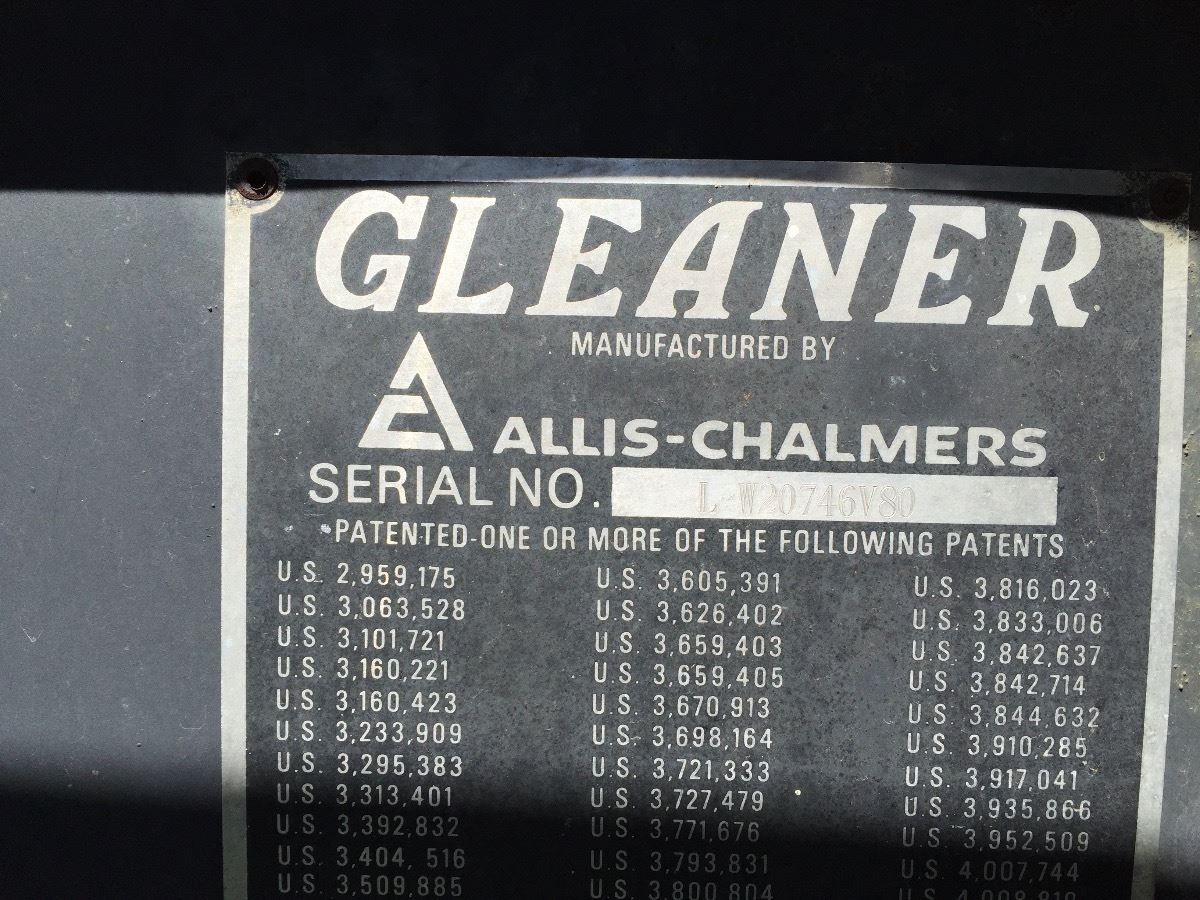 GLEANER
MANUFACTURED BY
ALLIS-CHALMERS
SERIAL NO. L-W20746V80
PATENTED-ONE OR MORE OF THE FOLLOWING PATENTS
U.S. 2,959,175 U.S. 3,605,391 U.S. 3,816,023
U.S. 3,063,528 U.S. 3,626,402 U.S. 3,833,006
U.S. 3,101,721 U.S. 3,659,403 U.S. 3,842,637
U.S. 3,160,221 U.S. 3,659,405 U.S. 3,842,714
U.S. 3,160,423 U.S. 3,670,913 U.S. 3,844,632
U.S. 3,233,909 U.S. 3,698,164 U.S. 3,910,285
U.S. 3,295,383 U.S. 3,721,333 U.S. 3,917,041
U.S. 3,313,401 U.S. 3,727,479 U.S. 3,935,866
U.S. 3,392,832 U.S. 3,771,676 U.S. 3,952,509
U.S. 3,404, 516 U.S. 3,793,831 U.S. 4,007,744
U.S. 3,509,885 U.S. 3,800,804 U.S.